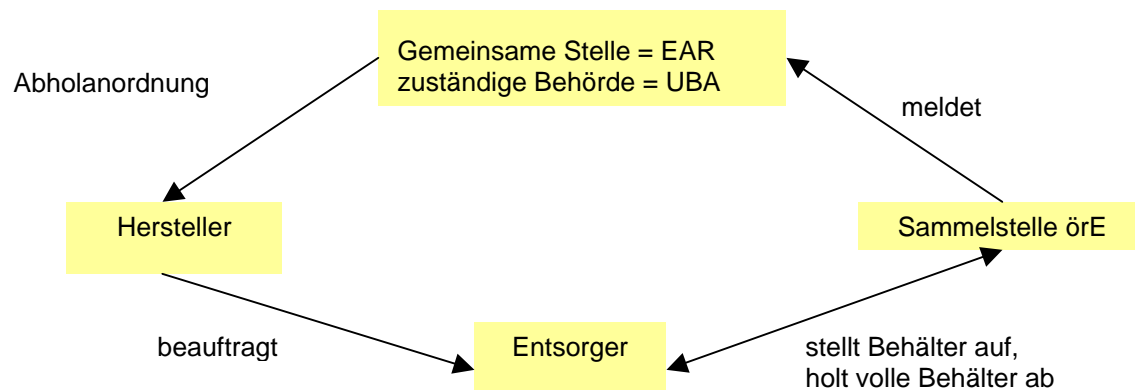 Gemeinsame Stelle = EAR
zuständige Behörde = UBA
Abholanordnung
meldet
Hersteller
Sammelstelle örE
beauftragt
Entsorger
stellt Behälter auf,
holt volle Behälter ab